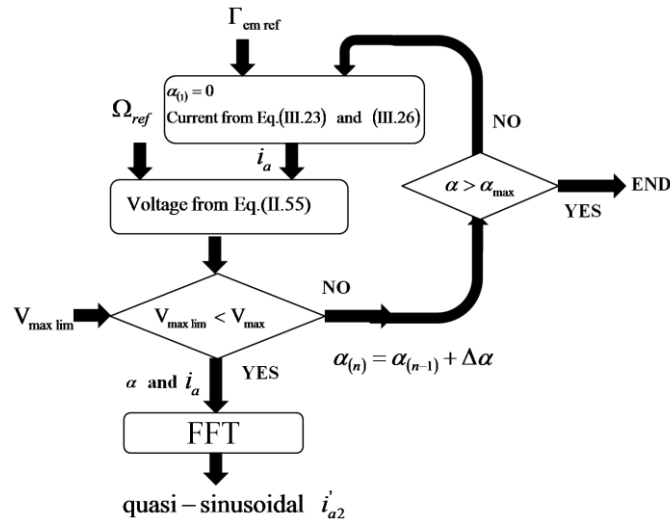 Γem ref
α(1) = 0
Current from Eq.(III.23) and (III.26)
Ωref
ia
NO
Voltage from Eq.(II.55)
α > αmax
END
YES
Vmax lim
Vmax lim < Vmax
NO
α(n) = α(n−1) + Δα
YES
α and ia
FFT
quasi − sinusoidal i'a2